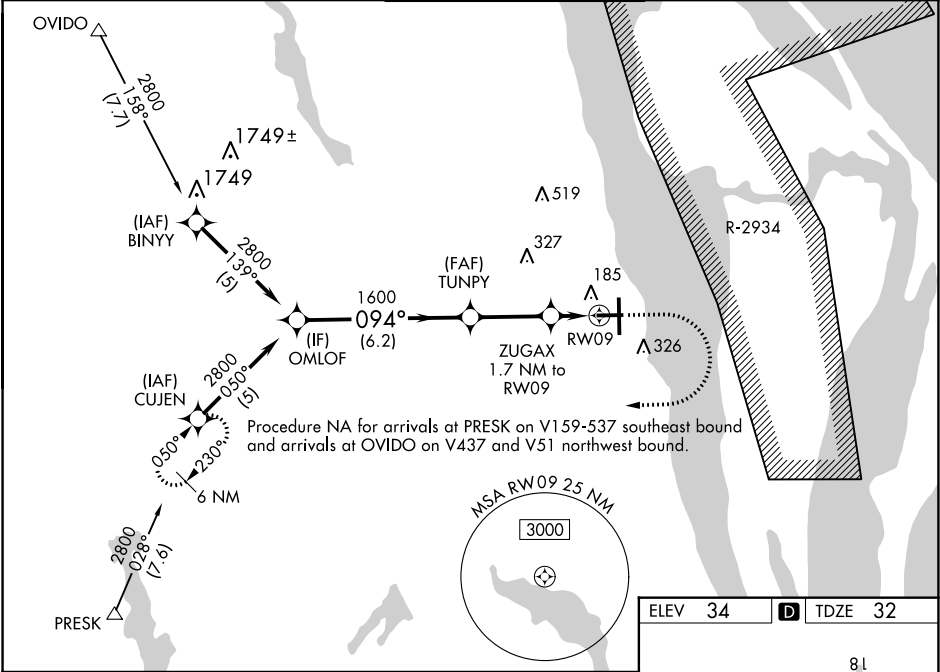 OVIDO
2800
158°
(7.7)
1749±
1749
(IAF)
BINYY
2800
139°
(5)
519
327
(FAF)
TUNPY
185
R-2934
1600
094°
(6.2)
(IF)
OMLOF
ZUGAX
1.7 NM to
RW09
RW09
326
(IAF)
CUJEN
2800
050°
(5)
Procedure NA for arrivals at PRESK on V159-537 southeast bound
and arrivals at OVIDO on V437 and V51 northwest bound.
050°
230°
6 NM
MSA RW09 25 NM
3000
2800
028°
(7.6)
PRESK
ELEV 34 D TDZE 32
18